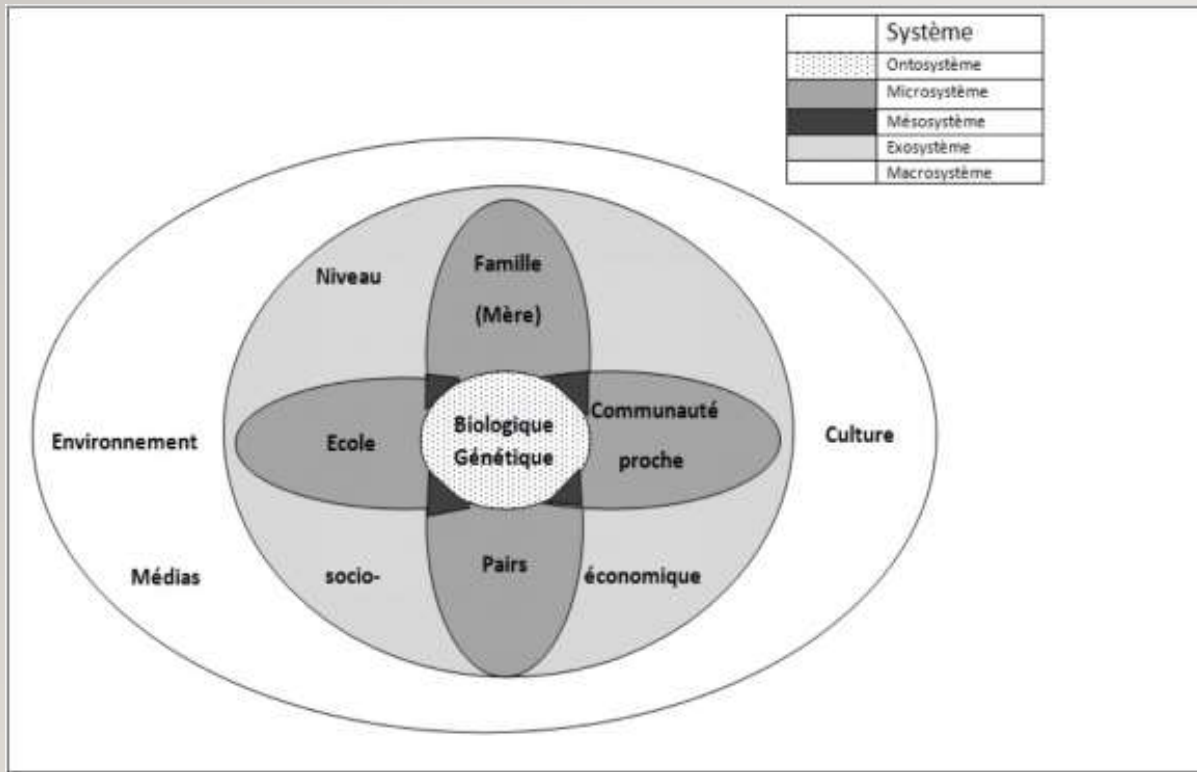 Système
Ontosystème
Microsystème
Mésosystème
Exosystème
Macrosystème
Niveau
Famille
(Mère)
Environnement
Ecole
Biologique
Génétique
Communauté
proche
Culture
Médias
socio-
Pairs
économique